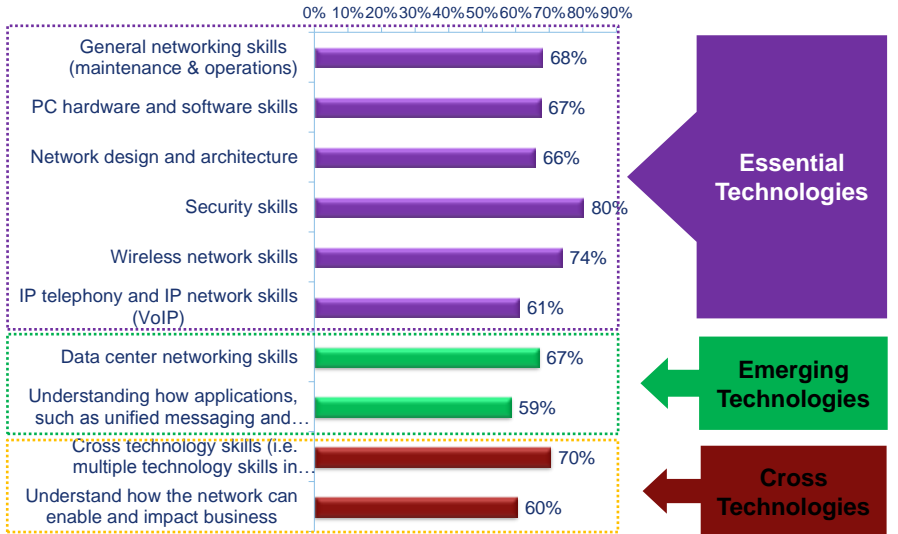 0% 10%20%30%40%50%60%70%80%90%
General networking skills
(maintenance & operations)
68%
PC hardware and software skills
67%
Network design and architecture
66%
Security skills
80%
Wireless network skills
74%
IP telephony and IP network skills
(VoIP)
61%
Essential
Technologies
Data center networking skills
67%
Understanding how applications,
such as unified messaging and…
59%
Emerging
Technologies
Cross technology skills (i.e.
multiple technology skills in…
70%
Understand how the network can
enable and impact business
60%
Cross
Technologies